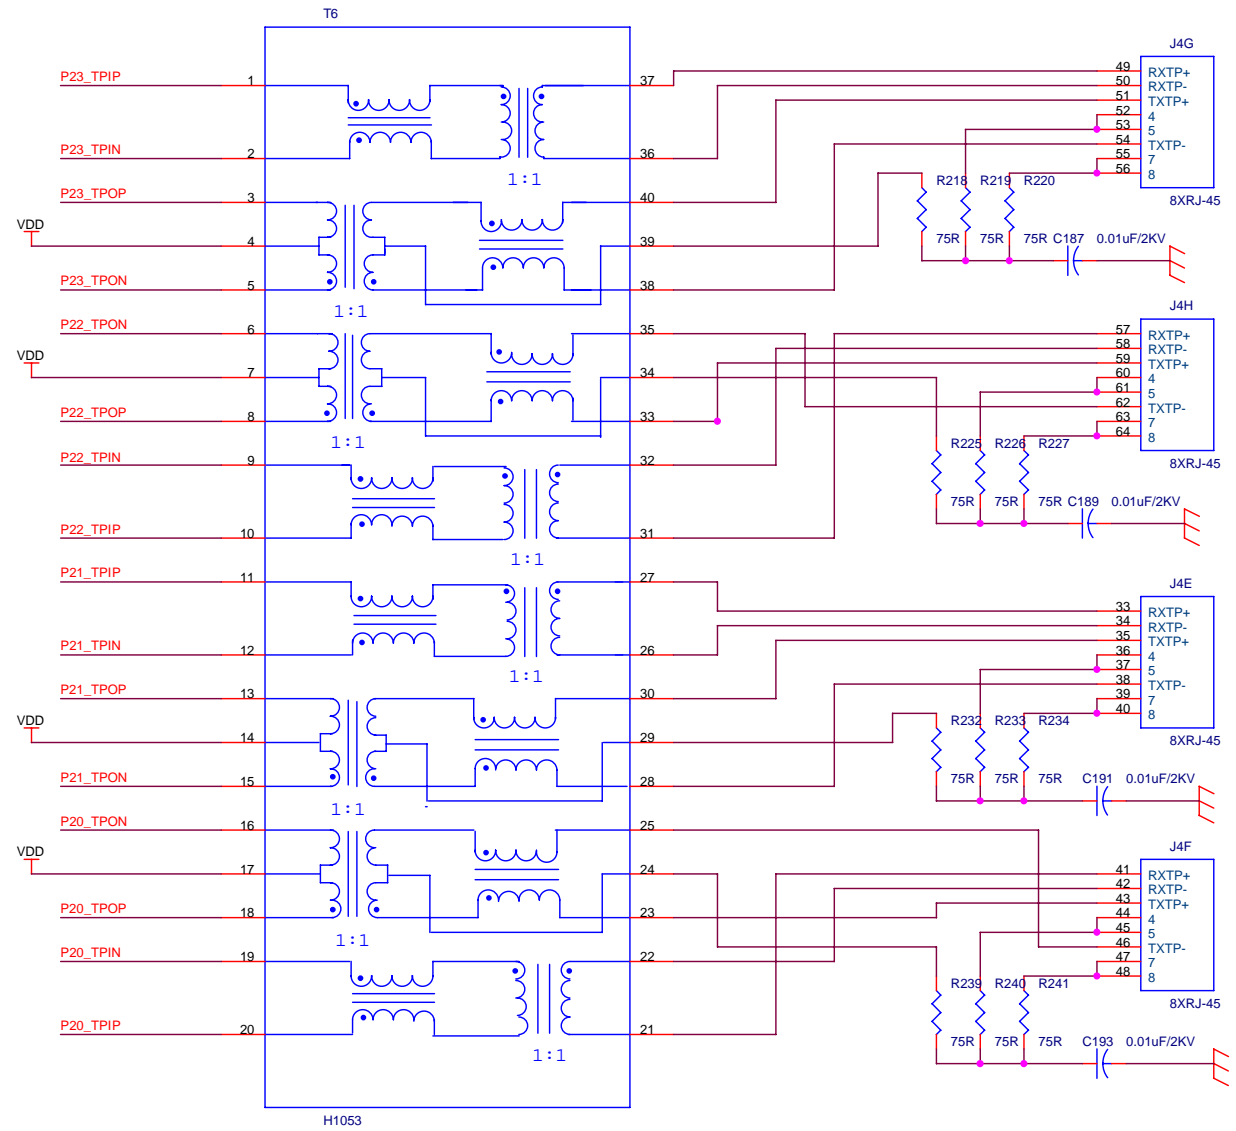 T6
J4G
P23_TPIP 1 37 49 RXTP+
50 RXTP-
51 TXTP+
52 4
53 5
P23_TPIN 2 36 54 TXTP-
55 7
1:1 56 8
R218 R219 R220
P23_TPOP 3 40 8XRJ-45
VDD 4 39 75R 75R 75R C187 0.01uF/2KV
P23_TPON 5 38
1:1 J4H
P22_TPON 6 35 57 RXTP+
58 RXTP-
VDD 59 TXTP+
7 34 60 4
61 5
62 TXTP-
P22_TPOP 8 33 63 7
64 8
1:1 R225 R226 R227
P22_TPIN 9 32 8XRJ-45
75R 75R 75R C189 0.01uF/2KV
P22_TPIP 10 31
1:1
P21_TPIP 11 27 J4E
33 RXTP+
34 RXTP-
35 TXTP+
P21_TPIN 12 26 36 4
37 5
1:1 38 TXTP-
P21_TPOP 13 30 39 7
40 8
VDD R232 R233 R234
14 29 8XRJ-45
P21_TPON 15 28 75R 75R 75R C191 0.01uF/2KV
1:1
P20_TPON 16 25
VDD J4F
17 24 41 RXTP+
42 RXTP-
43 TXTP+
P20_TPOP 18 23 44 4
45 5
1:1 46 TXTP-
P20_TPIN 19 22 47 7
48 8
R239 R240 R241
8XRJ-45
P20_TPIP 20 21 75R 75R 75R C193 0.01uF/2KV
1:1
H1053